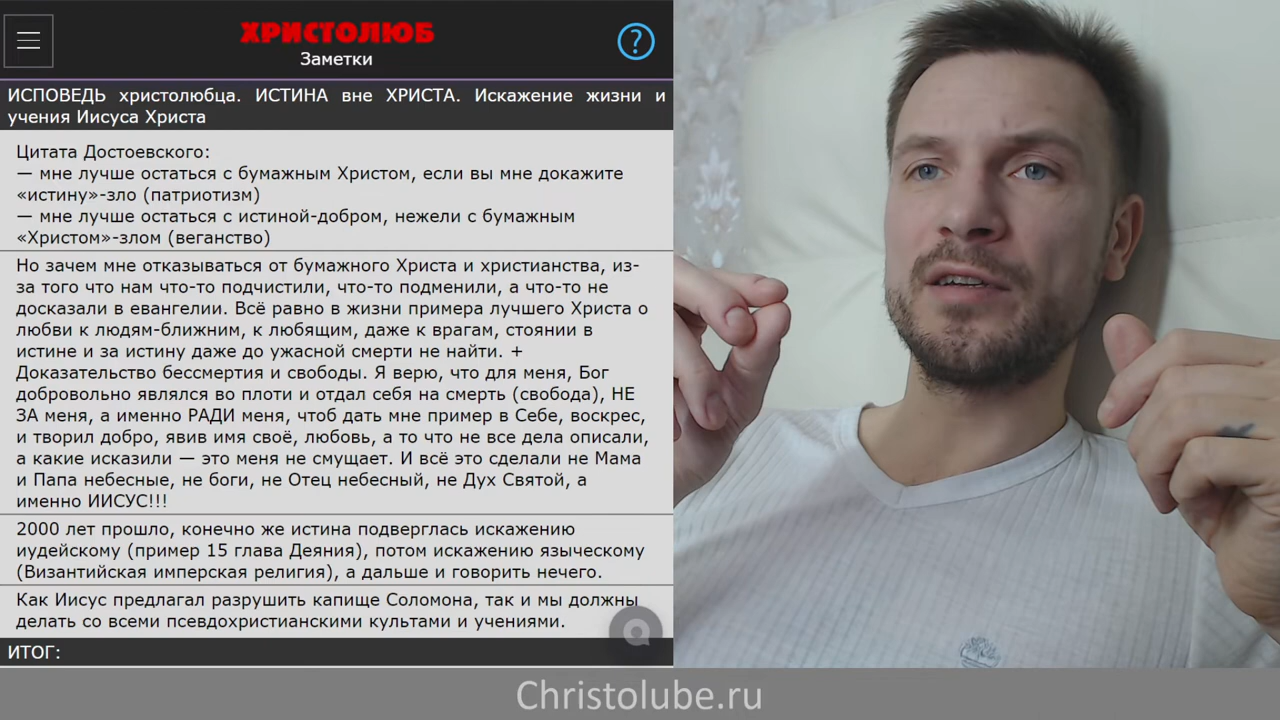 ХРИСТОЛЮБ
Заметки
?
ИСПОВЕДЬ христолюбца. ИСТИНА вне ХРИСТА. Искажение жизни и
учения Иисуса Христа
Цитата Достоевского:
— мне лучше остаться с бумажным Христом, если вы мне докажите
«истину»-зло (патриотизм)
— мне лучше остаться с истиной-добром, нежели с бумажным
«Христом»-злом (веганство)
Но зачем мне отказываться от бумажного Христа и христианства, из-
за того что нам что-то подчистили, что-то подменили, а что-то не
досказали в евангелии. Всё равно в жизни примера лучшего Христа о
любви к людям-ближним, к любящим, даже к врагам, стоянии в
истине и за истину даже до ужасной смерти не найти. +
Доказательство бессмертия и свободы. Я верю, что для меня, Бог
добровольно являлся во плоти и отдал себя на смерть (свобода), НЕ
ЗА меня, а именно РАДИ меня, чтоб дать мне пример в Себе, воскрес,
и творил добро, явив имя своё, любовь, а то что не все дела описали,
а какие исказили — это меня не смущает. И всё это сделали не Мама
и Папа небесные, не боги, не Отец небесный, не Дух Святой, а
именно ИИСУС!!!
2000 лет прошло, конечно же истина подверглась искажению
иудейскому (пример 15 глава Деяния), потом искажению языческому
(Византийская имперская религия), а дальше и говорить нечего.
Как Иисус предлагал разрушить капище Соломона, так и мы должны
делать со всеми псевдохристианскими культами и учениями.
ИТОГ:
Christolube.ru